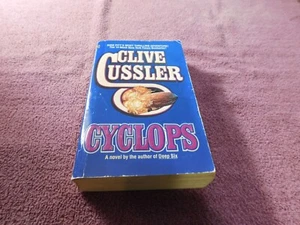 CLIVE
CUSSLER
CYCLOPS
A novel by the author of Deep Six